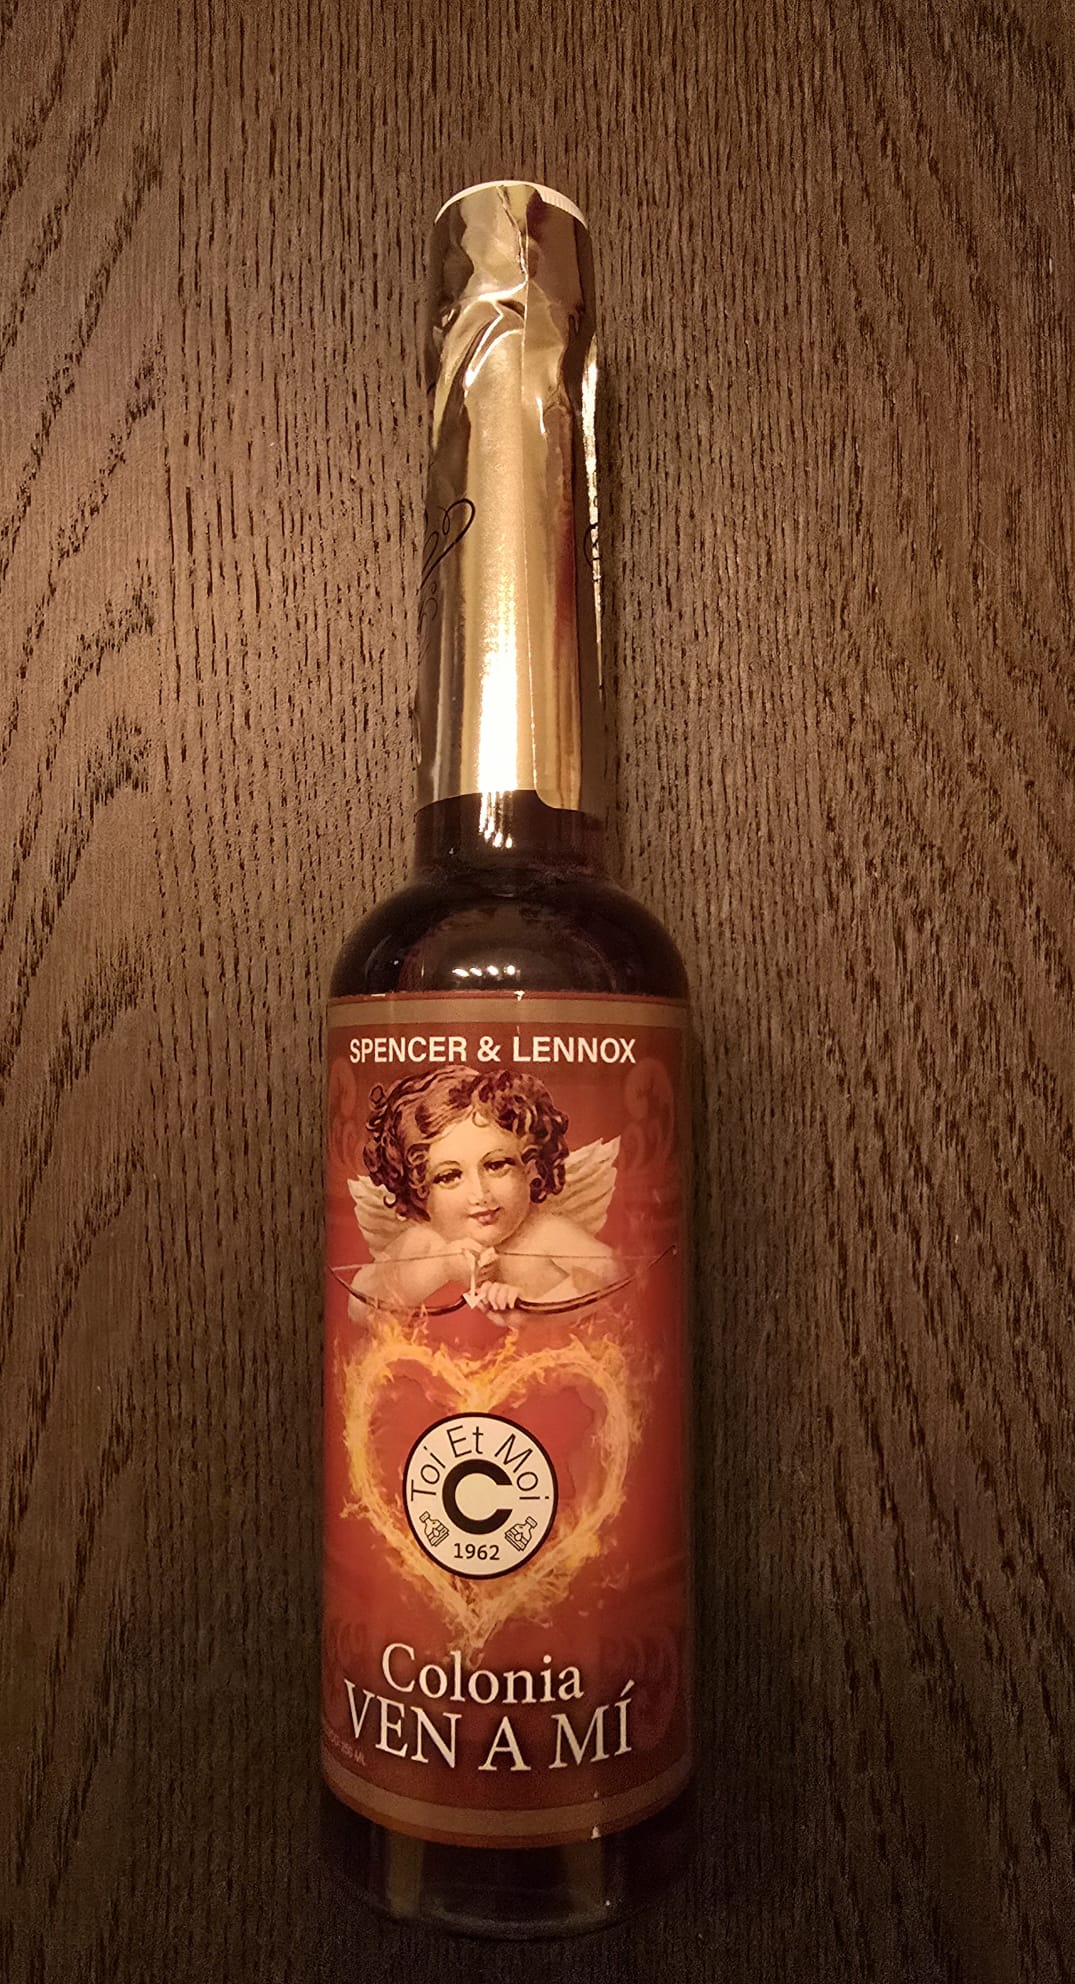 SPENCER & LENNOX
Toi Et Moi
C
1962
Colonia
VEN A MÍ